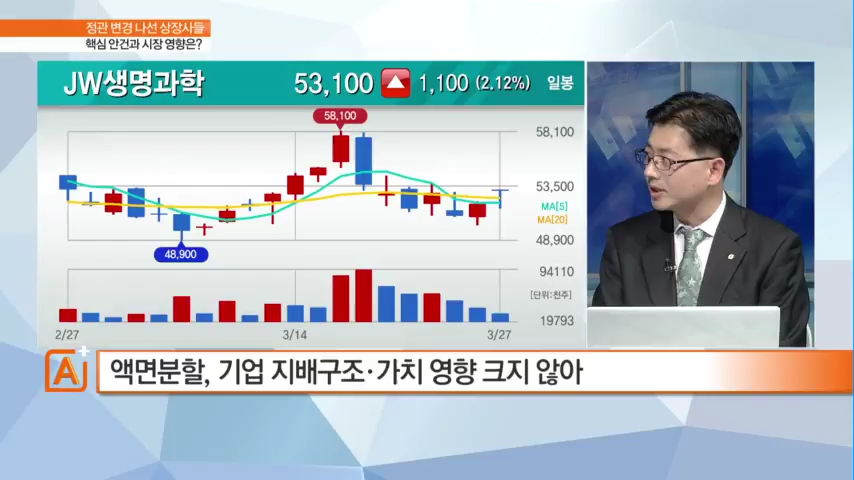 정관 변경 나선 상장사들
핵심 안건과 시장 영향은?
JW생명과학 53,100 1,100 (2.12%) 일봉
58,100
58,100
53,500
MA[5]
MA[20]
48,900
48,900
94110
[단위:천주]
19793
2/27 3/14 3/27
A+ 액면분할, 기업 지배구조·가치 영향 크지 않아